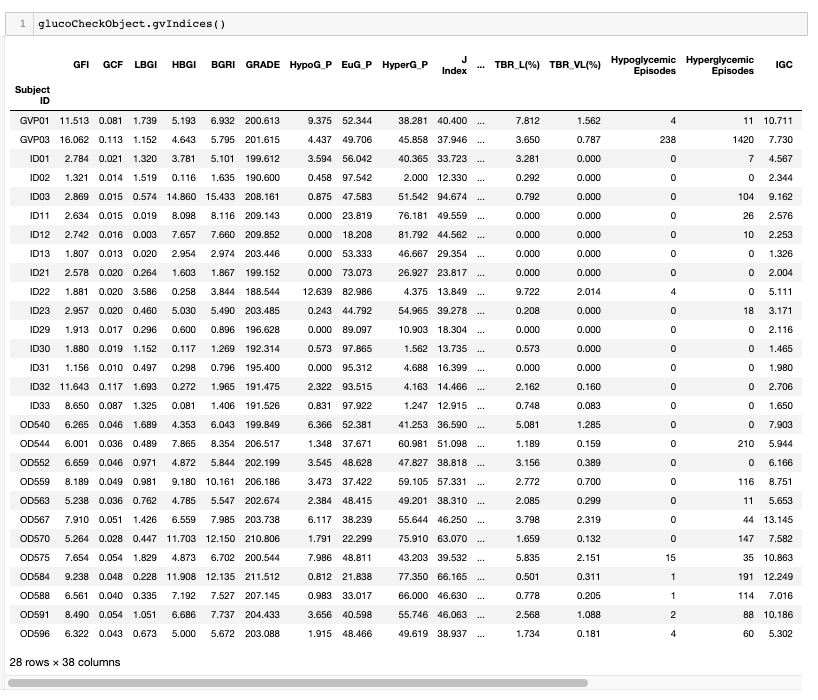 1 glucoCheckObject.gvIndices()
GFI GCF LBGI HBGI BGRI GRADE HypoG_P EuG_P HyperG_P J Index ... TBR_L(%) TBR_VL(%) Hypoglycemic Episodes Hyperglycemic Episodes IGC
Subject ID
GVP01 11.513 0.081 1.739 5.193 6.932 200.613 9.375 52.344 38.281 40.400 ... 7.812 1.562 4 11 10.711
GVP03 16.062 0.113 1.152 4.643 5.795 201.615 4.437 49.706 45.858 37.946 ... 3.650 0.787 238 1420 7.730
ID01 2.784 0.021 1.320 3.781 5.101 199.612 3.594 56.042 40.365 33.723 ... 3.281 0.000 0 7 4.567
ID02 1.321 0.014 1.519 0.116 1.635 190.600 0.458 97.542 2.000 12.330 ... 0.292 0.000 0 0 2.344
ID03 2.869 0.015 0.574 14.860 15.433 208.161 0.875 47.583 51.542 94.674 ... 0.792 0.000 0 104 9.162
ID11 2.634 0.015 0.019 8.098 8.116 209.143 0.000 23.819 76.181 49.559 ... 0.000 0.000 0 26 2.576
ID12 2.742 0.016 0.003 7.657 7.660 209.852 0.000 18.208 81.792 44.562 ... 0.000 0.000 0 10 2.253
ID13 1.807 0.013 0.020 2.954 2.974 203.446 0.000 53.333 46.667 29.354 ... 0.000 0.000 0 0 1.326
ID21 2.578 0.020 0.264 1.603 1.867 199.152 0.000 73.073 26.927 23.817 ... 0.000 0.000 0 0 2.004
ID22 1.881 0.020 3.586 0.258 3.844 188.544 12.639 82.986 4.375 13.849 ... 9.722 2.014 4 0 5.111
ID23 2.957 0.020 0.460 5.030 5.490 203.485 0.243 44.792 54.965 39.278 ... 0.208 0.000 0 18 3.171
ID29 1.913 0.017 0.296 0.600 0.896 196.628 0.000 89.097 10.903 18.304 ... 0.000 0.000 0 0 2.116
ID30 1.880 0.019 1.152 0.117 1.269 192.314 0.573 97.865 1.562 13.735 ... 0.573 0.000 0 0 1.465
ID31 1.156 0.010 0.497 0.298 0.796 195.400 0.000 95.312 4.688 16.399 ... 0.000 0.000 0 0 1.980
ID32 11.643 0.117 1.693 0.272 1.965 191.475 2.322 93.515 4.163 14.466 ... 2.162 0.160 0 0 2.706
ID33 8.650 0.087 1.325 0.081 1.406 191.526 0.831 97.922 1.247 12.915 ... 0.748 0.083 0 0 1.650
OD540 6.265 0.046 1.689 4.353 6.043 199.849 6.366 52.381 41.253 36.590 ... 5.081 1.285 0 0 7.903
OD544 6.001 0.036 0.489 7.865 8.354 206.517 1.348 37.671 60.981 51.098 ... 1.189 0.159 0 210 5.944
OD552 6.659 0.046 0.971 4.872 5.844 202.199 3.545 48.628 47.827 38.818 ... 3.156 0.389 0 0 6.166
OD559 8.189 0.049 0.981 9.180 10.161 206.186 3.473 37.422 59.105 57.331 ... 2.772 0.700 0 116 8.751
OD563 5.238 0.036 0.762 4.785 5.547 202.674 2.384 48.415 49.201 38.310 ... 2.085 0.299 0 11 5.653
OD567 7.910 0.051 1.426 6.559 7.985 203.738 6.117 38.239 55.644 46.250 ... 3.798 2.319 0 44 13.145
OD570 5.264 0.028 0.447 11.703 12.150 210.806 1.791 22.299 75.910 63.070 ... 1.659 0.132 0 147 7.582
OD575 7.654 0.054 1.829 4.873 6.702 200.544 7.986 48.811 43.203 39.532 ... 5.835 2.151 15 35 10.863
OD584 9.238 0.048 0.228 11.908 12.135 211.512 0.812 21.838 77.350 66.165 ... 0.501 0.311 1 191 12.249
OD588 6.561 0.040 0.335 7.192 7.527 207.145 0.983 33.017 66.000 46.630 ... 0.778 0.205 1 114 7.016
OD591 8.490 0.054 1.051 6.686 7.737 204.433 3.656 40.598 55.746 46.063 ... 2.568 1.088 2 88 10.186
OD596 6.322 0.043 0.673 5.000 5.672 203.088 1.915 48.466 49.619 38.937 ... 1.734 0.181 4 60 5.302
28 rows × 38 columns